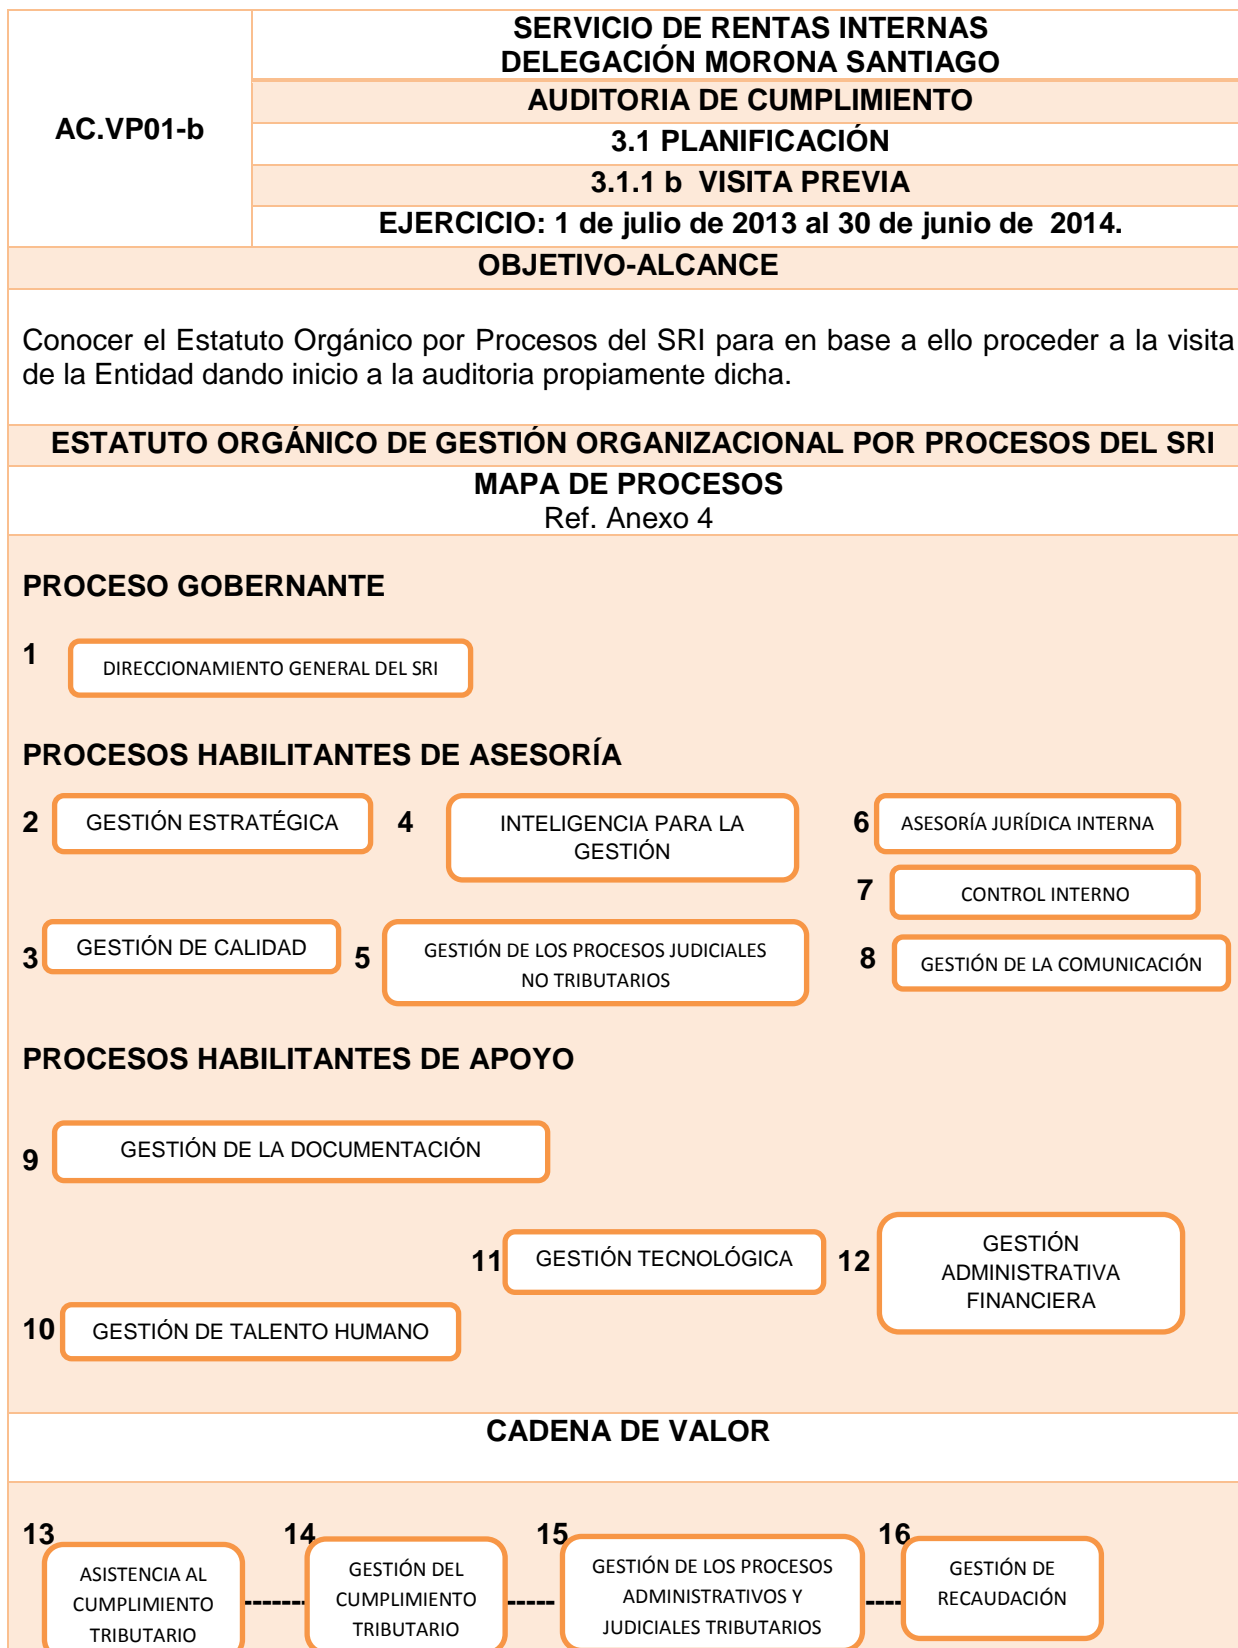 AC.VP01-b
SERVICIO DE RENTAS INTERNAS
DELEGACIÓN MORONA SANTIAGO
AUDITORIA DE CUMPLIMIENTO
3.1 PLANIFICACIÓN
3.1.1 b VISITA PREVIA
EJERCICIO: 1 de julio de 2013 al 30 de junio de 2014.
OBJETIVO-ALCANCE
Conocer el Estatuto Orgánico por Procesos del SRI para en base a ello proceder a la visita
de la Entidad dando inicio a la auditoria propiamente dicha.
ESTATUTO ORGÁNICO DE GESTIÓN ORGANIZACIONAL POR PROCESOS DEL SRI
MAPA DE PROCESOS
Ref. Anexo 4
PROCESO GOBERNANTE
1
DIRECCIONAMIENTO GENERAL DEL SRI
PROCESOS HABILITANTES DE ASESORÍA
2
GESTIÓN ESTRATÉGICA
4
INTELIGENCIA PARA LA
GESTIÓN
6
ASESORÍA JURÍDICA INTERNA
7
CONTROL INTERNO
3
GESTIÓN DE CALIDAD
5
GESTIÓN DE LOS PROCESOS JUDICIALES
NO TRIBUTARIOS
8
GESTIÓN DE LA COMUNICACIÓN
PROCESOS HABILITANTES DE APOYO
9
GESTIÓN DE LA DOCUMENTACIÓN
11
GESTIÓN TECNOLÓGICA
12
GESTIÓN
ADMINISTRATIVA
FINANCIERA
10
GESTIÓN DE TALENTO HUMANO
CADENA DE VALOR
13
ASISTENCIA AL
CUMPLIMIENTO
TRIBUTARIO
14
GESTIÓN DEL
CUMPLIMIENTO
TRIBUTARIO
15
GESTIÓN DE LOS PROCESOS
ADMINISTRATIVOS Y
JUDICIALES TRIBUTARIOS
16
GESTIÓN DE
RECAUDACIÓN